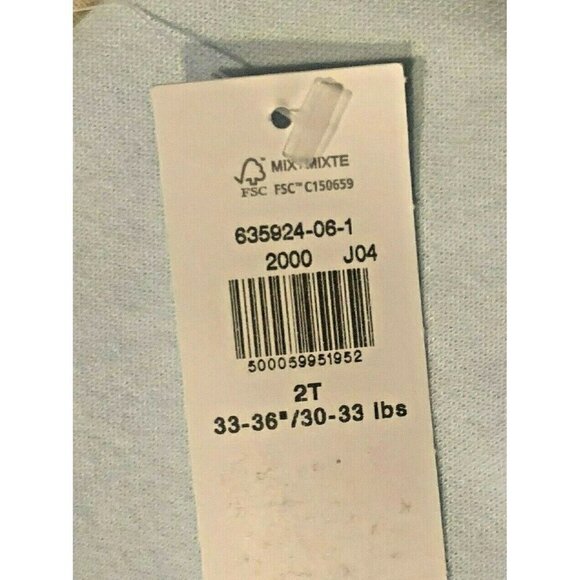 MIX | MIXTE
FSC FSC™ C150659
635924-06-1
2000 J04
500059951952
2T
33-36"/30-33 lbs